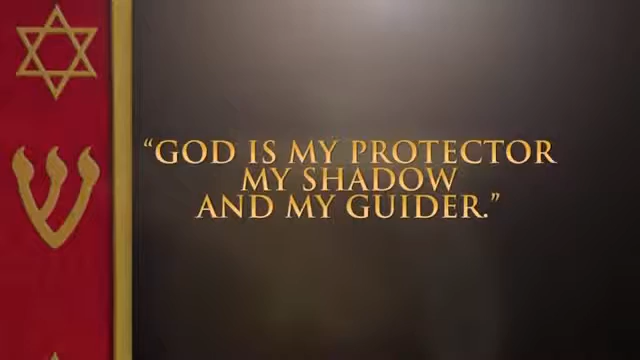 ש
“GOD IS MY PROTECTOR
MY SHADOW
AND MY GUIDER.”